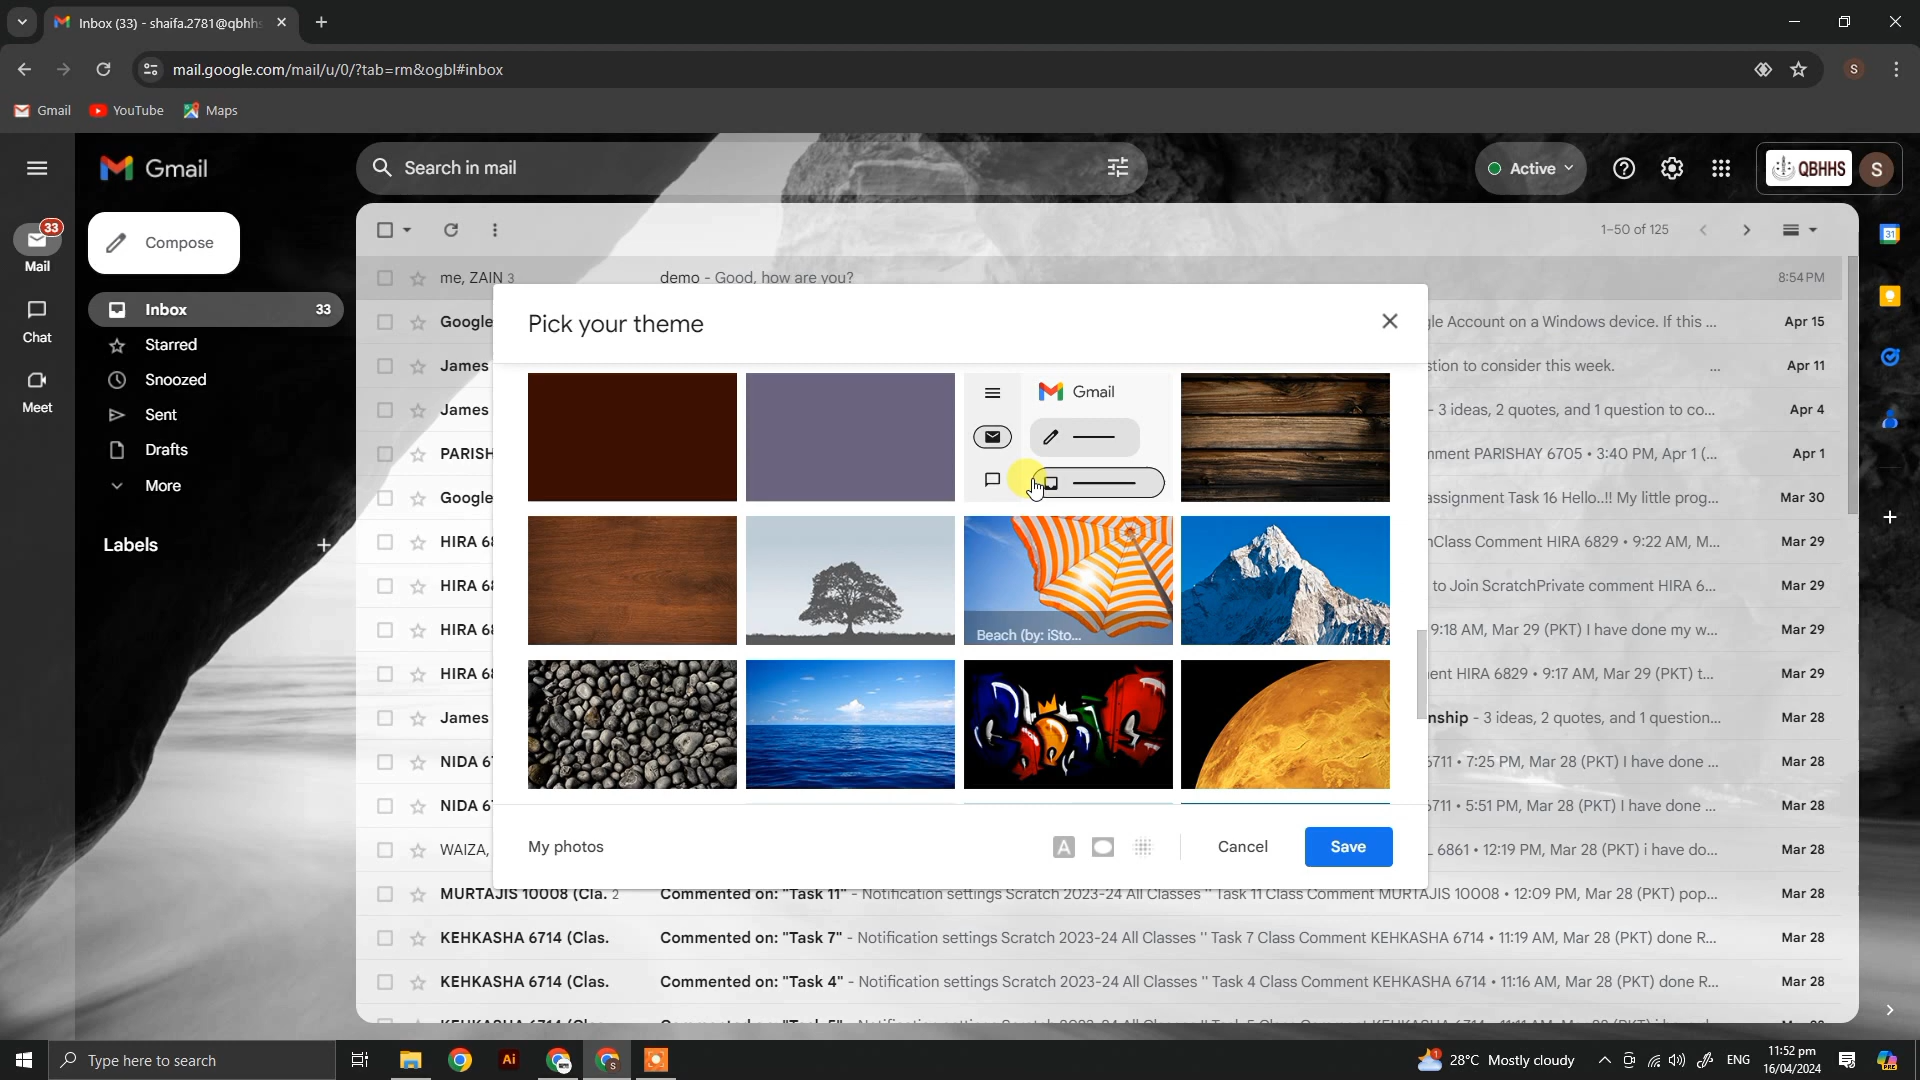 Inbox (33) - shaifa.2781@qbhhs
mail.google.com/mail/u/0/?tab=rm&ogbl#inbox
S
Gmail
YouTube
Maps
Gmail
Search in mail
Active
QBHHS
S
33
Mail
Compose
1–50 of 125
31
me, ZAIN 3
demo - Good, how are you?
8:54 PM
Inbox
33
Pick your theme
Google
gle Account on a Windows device. If this ...
Apr 15
Chat
Starred
James
stion to consider this week.
...
Apr 11
Snoozed
Gmail
James
- 3 ideas, 2 quotes, and 1 question to co...
Apr 4
Meet
Sent
Drafts
PARISH
mment PARISHAY 6705 • 3:40 PM, Apr 1 (...
Apr 1
More
Google
assignment Task 16 Hello..!! My little prog...
Mar 30
Labels
HIRA 68
nClass Comment HIRA 6829 • 9:22 AM, M...
Mar 29
HIRA 68
to Join ScratchPrivate comment HIRA 6...
Mar 29
HIRA 68
9:18 AM, Mar 29 (PKT) I have done my w...
Mar 29
Beach (by: iSto...
HIRA 68
ent HIRA 6829 • 9:17 AM, Mar 29 (PKT) t...
Mar 29
James
nship - 3 ideas, 2 quotes, and 1 question...
Mar 28
NIDA 67
6711 • 7:25 PM, Mar 28 (PKT) I have done ...
Mar 28
NIDA 67
6711 • 5:51 PM, Mar 28 (PKT) I have done ...
Mar 28
My photos
A
Cancel
Save
WAIZA,
L 6861 • 12:19 PM, Mar 28 (PKT) i have do...
Mar 28
MURTAJIS 10008 (Cla. 2
Commented on: "Task 11" - Notification settings Scratch 2023-24 All Classes " Task 11 Class Comment MURTAJIS 10008 • 12:09 PM, Mar 28 (PKT) pop...
Mar 28
KEHKASHA 6714 (Clas.
Commented on: "Task 7" - Notification settings Scratch 2023-24 All Classes " Task 7 Class Comment KEHKASHA 6714 • 11:19 AM, Mar 28 (PKT) done R...
Mar 28
KEHKASHA 6714 (Clas.
Commented on: "Task 4" - Notification settings Scratch 2023-24 All Classes " Task 4 Class Comment KEHKASHA 6714 • 11:16 AM, Mar 28 (PKT) done R...
Mar 28
Type here to search
Ai
28°C Mostly cloudy
ENG
11:52 pm
16/04/2024